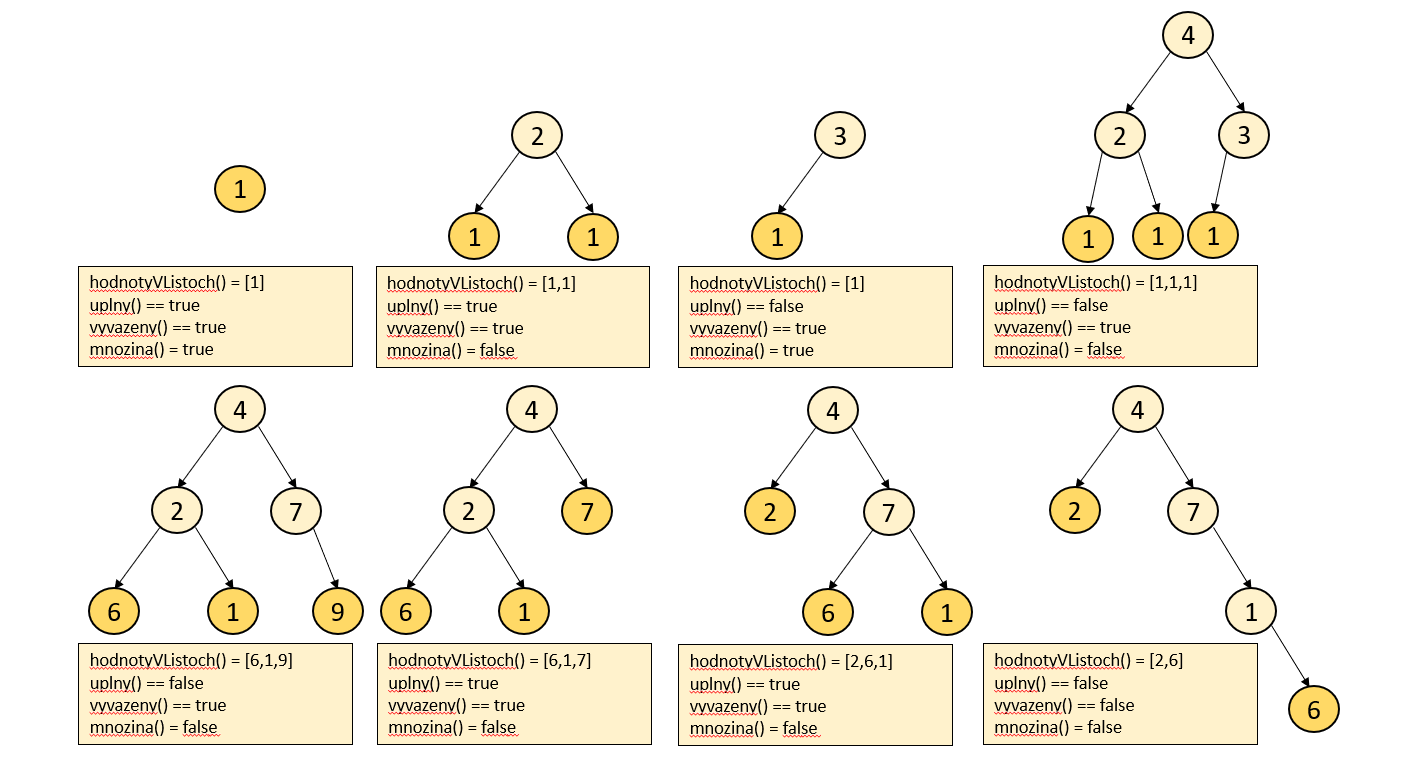 1
hodnotyVListoch() = [1]
uplny() == true
vyvazeny() == true
mnozina() = true
2
1 1
hodnotyVListoch() = [1,1]
uplny() == true
vyvazeny() == true
mnozina() = false
3
1
hodnotyVListoch() = [1]
uplny() == false
vyvazeny() == true
mnozina() = true
4
2 3
1 1 1
hodnotyVListoch() = [1,1,1]
uplny() == false
vyvazeny() == true
mnozina() = false
4
2 7
6 1 9
hodnotyVListoch() = [6,1,9]
uplny() == false
vyvazeny() == true
mnozina() = false
4
2 7
6 1
hodnotyVListoch() = [6,1,7]
uplny() == true
vyvazeny() == true
mnozina() = false
4
2 7
6 1
hodnotyVListoch() = [2,6,1]
uplny() == true
vyvazeny() == true
mnozina() = false
4
2 7
1
6
hodnotyVListoch() = [2,6]
uplny() == false
vyvazeny() == false
mnozina() = false